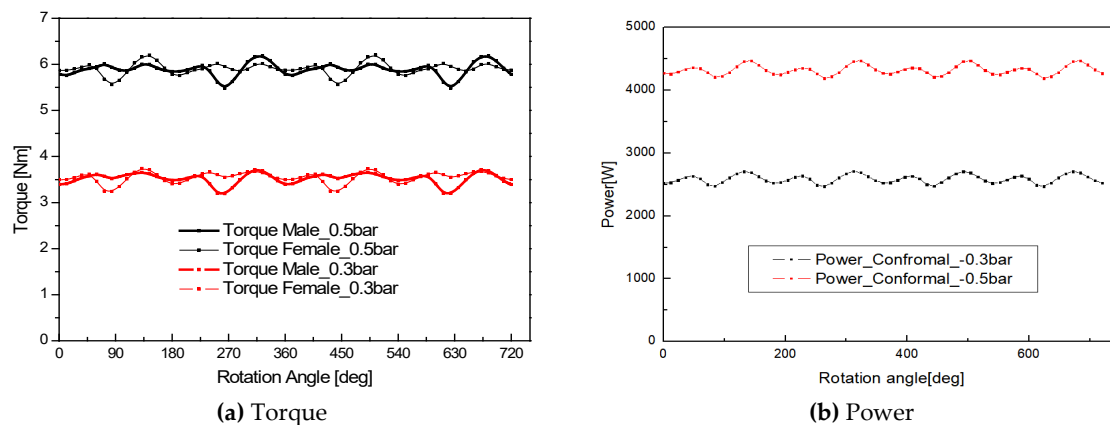 7
6
5
4
3
2
1
0
Torque [Nm]
Torque Male_0.5bar
Torque Female_0.5bar
Torque Male_0.3bar
Torque Female_0.3bar
0 90 180 270 360 450 540 630 720
Rotation Angle [deg]
(a) Torque
5000
4000
3000
2000
1000
0
Power[W]
Power_Confromal_-0.3bar
Power_Conformal_-0.5bar
0 200 400 600
Rotation angle[deg]
(b) Power